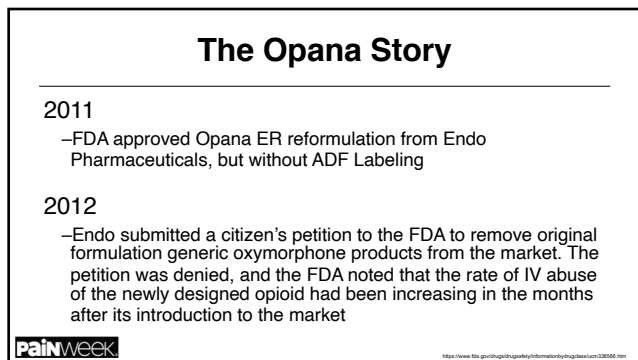 The Opana Story
2011
–FDA approved Opana ER reformulation from Endo
Pharmaceuticals, but without ADF Labeling
2012
–Endo submitted a citizen's petition to the FDA to remove original
formulation generic oxymorphone products from the market. The
petition was denied, and the FDA noted that the rate of IV abuse
of the newly designed opioid had been increasing in the months
after its introduction to the market
PAINWEEK.
https://www.fda.gov/drugs/drugsafety/informationbydrugclass/ucm338566.htm